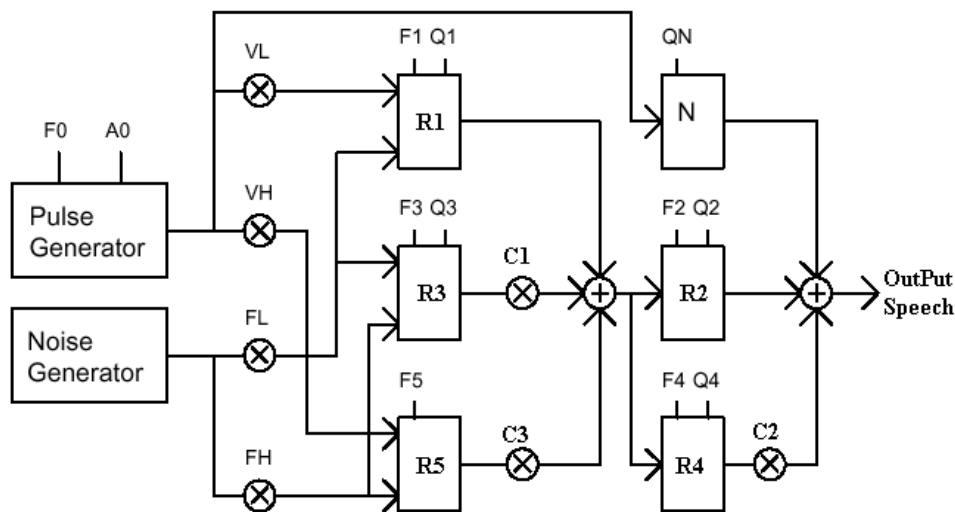 F1 Q1
QN
VL
R1
N
F0 A0
VH
F3 Q3
F2 Q2
Pulse
Generator
C1
R3
+
R2
+
OutPut
Speech
FL
Noise
Generator
F5
F4 Q4
C3
C2
FH
R5
R4